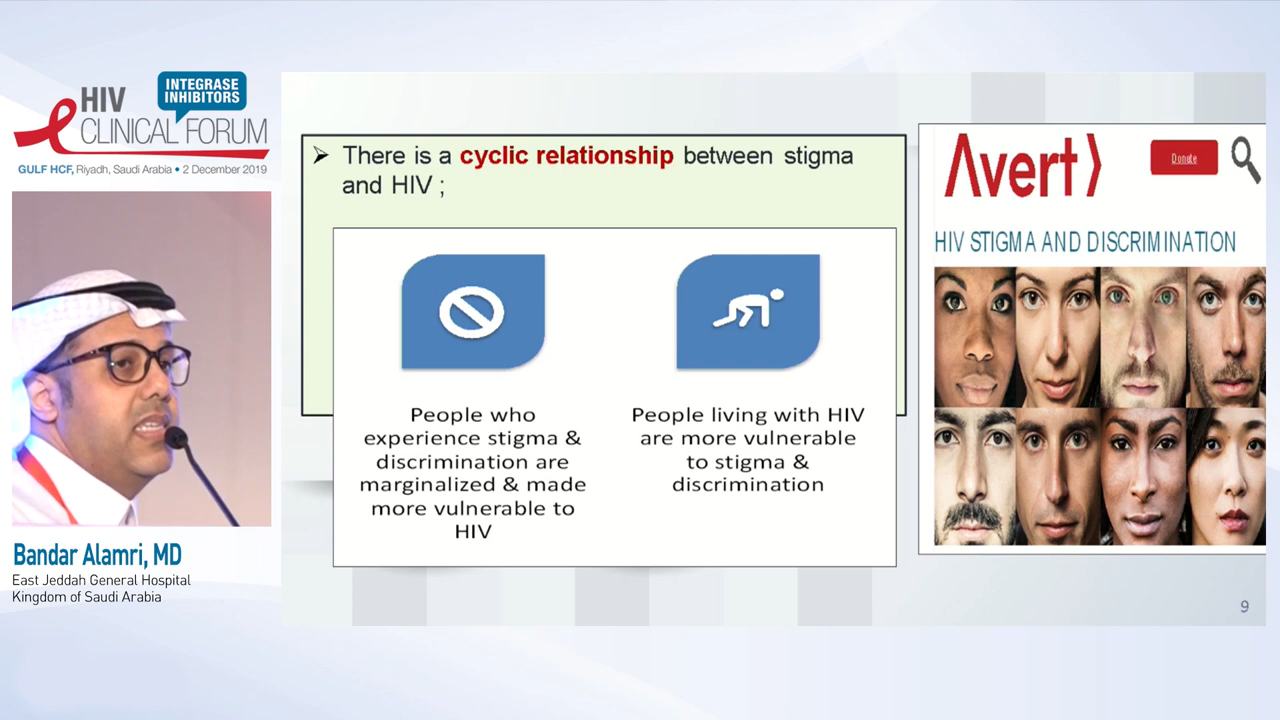 HIV
CLINICAL FORUM
INTEGRASE
INHIBITORS
GULF HCF, Riyadh, Saudi Arabia • 2 December 2019
Bandar Alamri, MD
East Jeddah General Hospital
Kingdom of Saudi Arabia
➢ There is a cyclic relationship between stigma
and HIV ;
People who
experience stigma &
discrimination are
marginalized & made
more vulnerable to
HIV
People living with HIV
are more vulnerable
to stigma &
discrimination
Avert
Donate
HIV STIGMA AND DISCRIMINATION
9